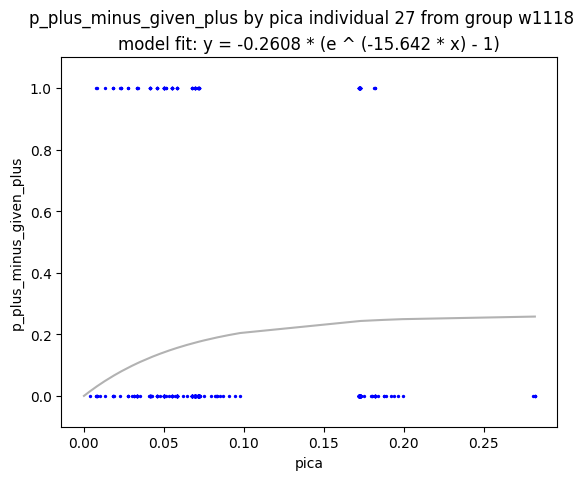 p_plus_minus_given_plus by pica individual 27 from group w1118
model fit: y = -0.2608 * (e ^ (-15.642 * x) - 1)
p_plus_minus_given_plus
1.0
0.8
0.6
0.4
0.2
0.0
0.00 0.05 0.10 0.15 0.20 0.25
pica